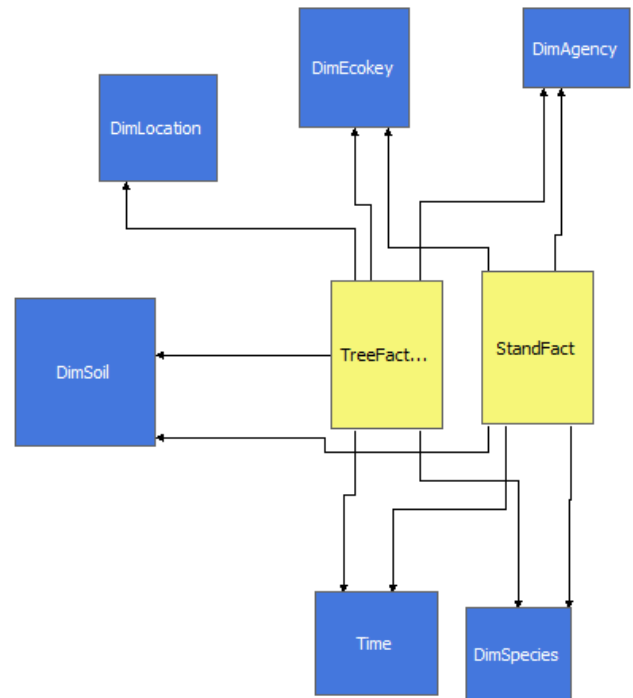 DimEcokey
DimAgency
DimLocation
TreeFact...
StandFact
DimSoil
Time
DimSpecies